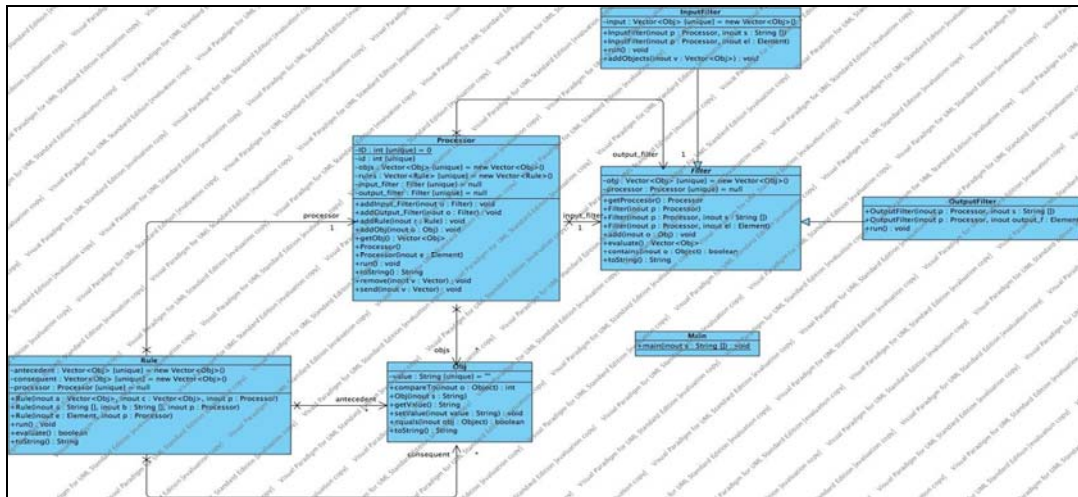 InputFilter
-input : Vector<Obj> [unique] = new Vector<Obj>()
+InputFilter(inout p : Processor, inout s : String [])
+InputFilter(inout p : Processor, inout el : Element)
+run() : void
+addObjects(inout v : Vector<Obj>) : void
Processor
-ID : int [unique] = 0
-id : int [unique]
-objs : Vector<Obj> [unique] = new Vector<Obj>()
-rules : Vector<Rule> [unique] = new Vector<Rule>()
-input_filter : Filter [unique] = null
-output_filter : Filter [unique] = null
+addInput_Filter(inout o : Filter) : void
+addOutput_Filter(inout o : Filter) : void
+addRule(inout r : Rule) : void
+addObj(inout o : Obj) : void
+getObj() : Vector<Obj>
+Processor()
+Processor(inout e : Element)
+run() : void
+toString() : String
+remove(inout v : Vector) : void
+send(inout v : Vector) : void
output_filter
1
Filter
-obj : Vector<Obj> [unique] = new Vector<Obj>()
-processor : Processor [unique] = null
+getProccesor() : Processor
+Filter(inout p : Processor)
+Filter(inout p : Processor, inout s : String [])
+Filter(inout p : Processor, inout el : Element)
+add(inout o : Obj) : void
+evaluate() : Vector<Obj>
+contains(inout o : Object) : boolean
+toString() : String
OutputFilter
+OutputFilter(inout p : Processor, inout s : String [])
+OutputFilter(inout p : Processor, inout output_f : Element)
+run() : void
processor
1
input_filter
1
Main
+main(inout s : String []) : void
objs
*
Rule
-antecedent : Vector<Obj> [unique] = new Vector<Obj>()
-consequent : Vector<Obj> [unique] = new Vector<Obj>()
-processor : Processor [unique] = null
+Rule(inout a : Vector<Obj>, inout c : Vector<Obj>, inout p : Processor)
+Rule(inout s : String [], inout b : String [], inout p : Processor)
+Rule(inout e : Element, inout p : Processor)
+run() : Void
+evaluate() : boolean
+toString() : String
antecedent
*
Obj
-value : String [unique] = ""
+compareTo(inout o : Object) : int
+Obj(inout s : String)
+getValue() : String
+setValue(inout value : String) : void
+equals(inout obj : Object) : boolean
+toString() : String
consequent
*
Visual Paradigm for UML Standard Edition [evaluation copy]